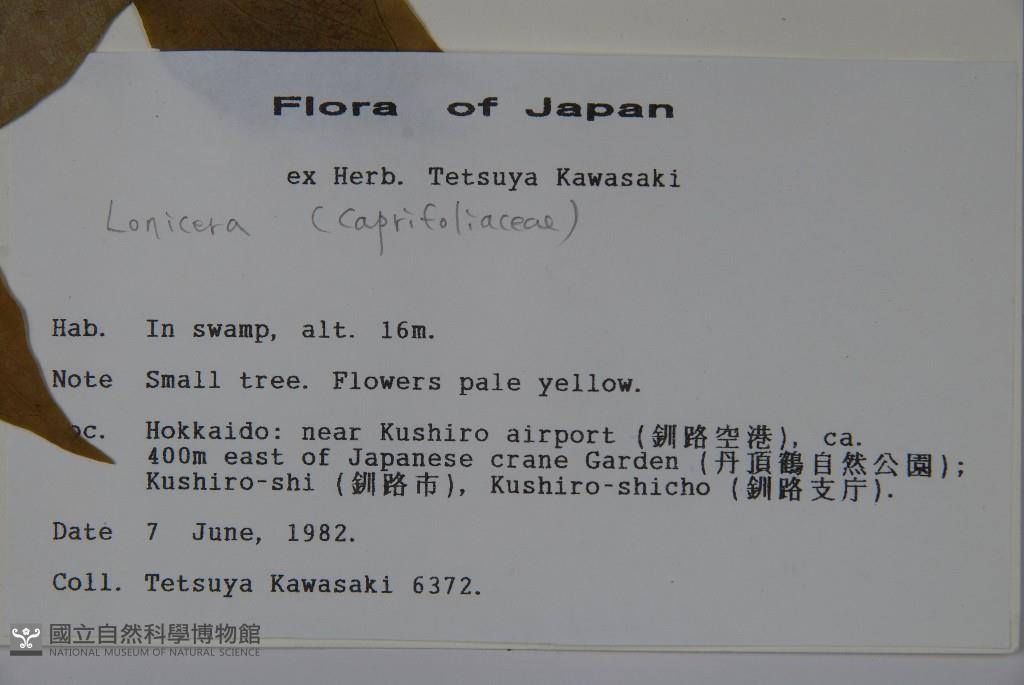 Flora of Japan
ex Herb. Tetsuya Kawasaki
Lonicera (Caprifoliaceae)
Hab. In swamp, alt. 16m.
Note Small tree. Flowers pale yellow.
oc. Hokkaido: near Kushiro airport (釧路空港), ca.
400m east of Japanese crane Garden (丹頂鶴自然公園);
Kushiro-shi (釧路市), Kushiro-shicho (釧路支庁).
Date 7 June, 1982.
Coll. Tetsuya Kawasaki 6372.
國立自然科學博物館
NATIONAL MUSEUM OF NATURAL SCIENCE